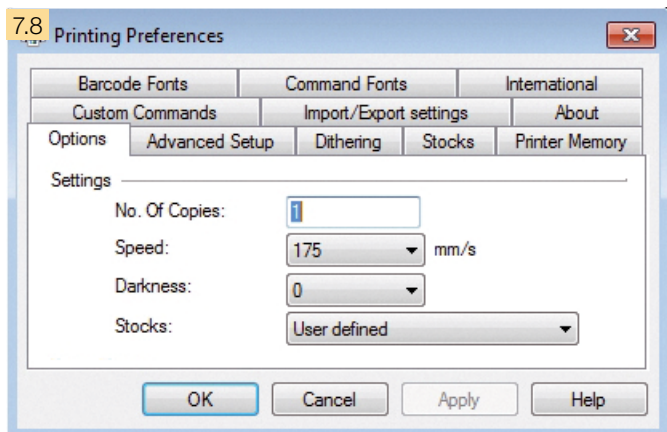 7.8
Printing Preferences
Barcode Fonts Command Fonts International
Custom Commands Import/Export settings About
Options Advanced Setup Dithering Stocks Printer Memory
Settings
No. Of Copies: 1
Speed: 175 mm/s
Darkness: 0
Stocks: User defined
OK Cancel Apply Help